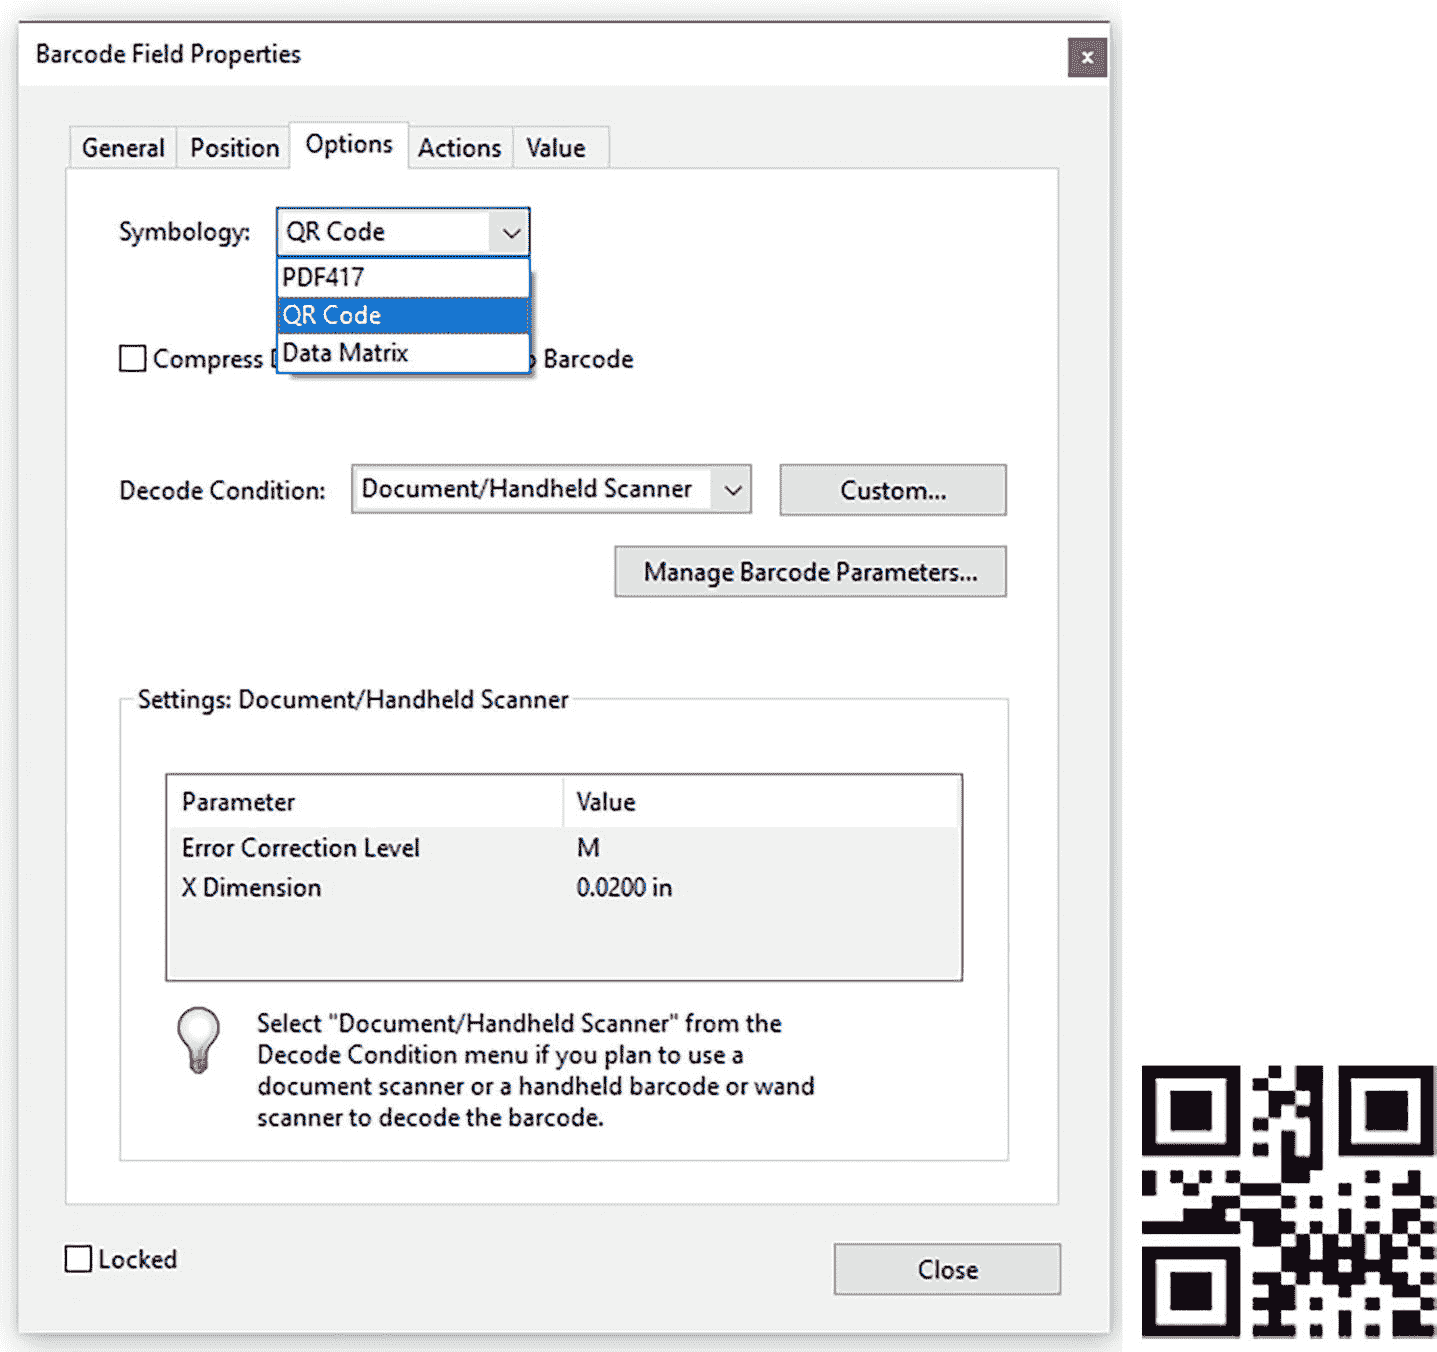 Barcode Field Properties
x
General Position Options Actions Value
Symbology: QR Code
PDF417
QR Code
Data Matrix
Compress Barcode
Decode Condition: Document/Handheld Scanner Custom...
Manage Barcode Parameters...
Settings: Document/Handheld Scanner
Parameter Value
Error Correction Level M
X Dimension 0.0200 in
Select "Document/Handheld Scanner" from the
Decode Condition menu if you plan to use a
document scanner or a handheld barcode or wand
scanner to decode the barcode.
Locked Close